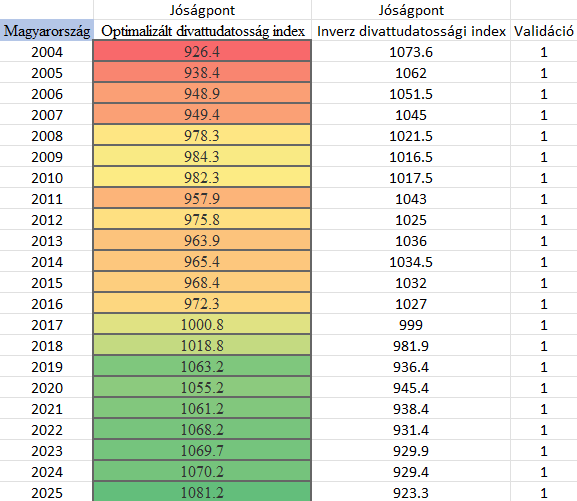 Jóságpont Jóságpont
Magyarország Optimalizált divattudatosság index Inverz divattudatossági index Validáció
2004 926.4 1073.6 1
2005 938.4 1062 1
2006 948.9 1051.5 1
2007 949.4 1045 1
2008 978.3 1021.5 1
2009 984.3 1016.5 1
2010 982.3 1017.5 1
2011 957.9 1043 1
2012 975.8 1025 1
2013 963.9 1036 1
2014 965.4 1034.5 1
2015 968.4 1032 1
2016 972.3 1027 1
2017 1000.8 999 1
2018 1018.8 981.9 1
2019 1063.2 936.4 1
2020 1055.2 945.4 1
2021 1061.2 938.4 1
2022 1068.2 931.4 1
2023 1069.7 929.9 1
2024 1070.2 929.4 1
2025 1081.2 923.3 1